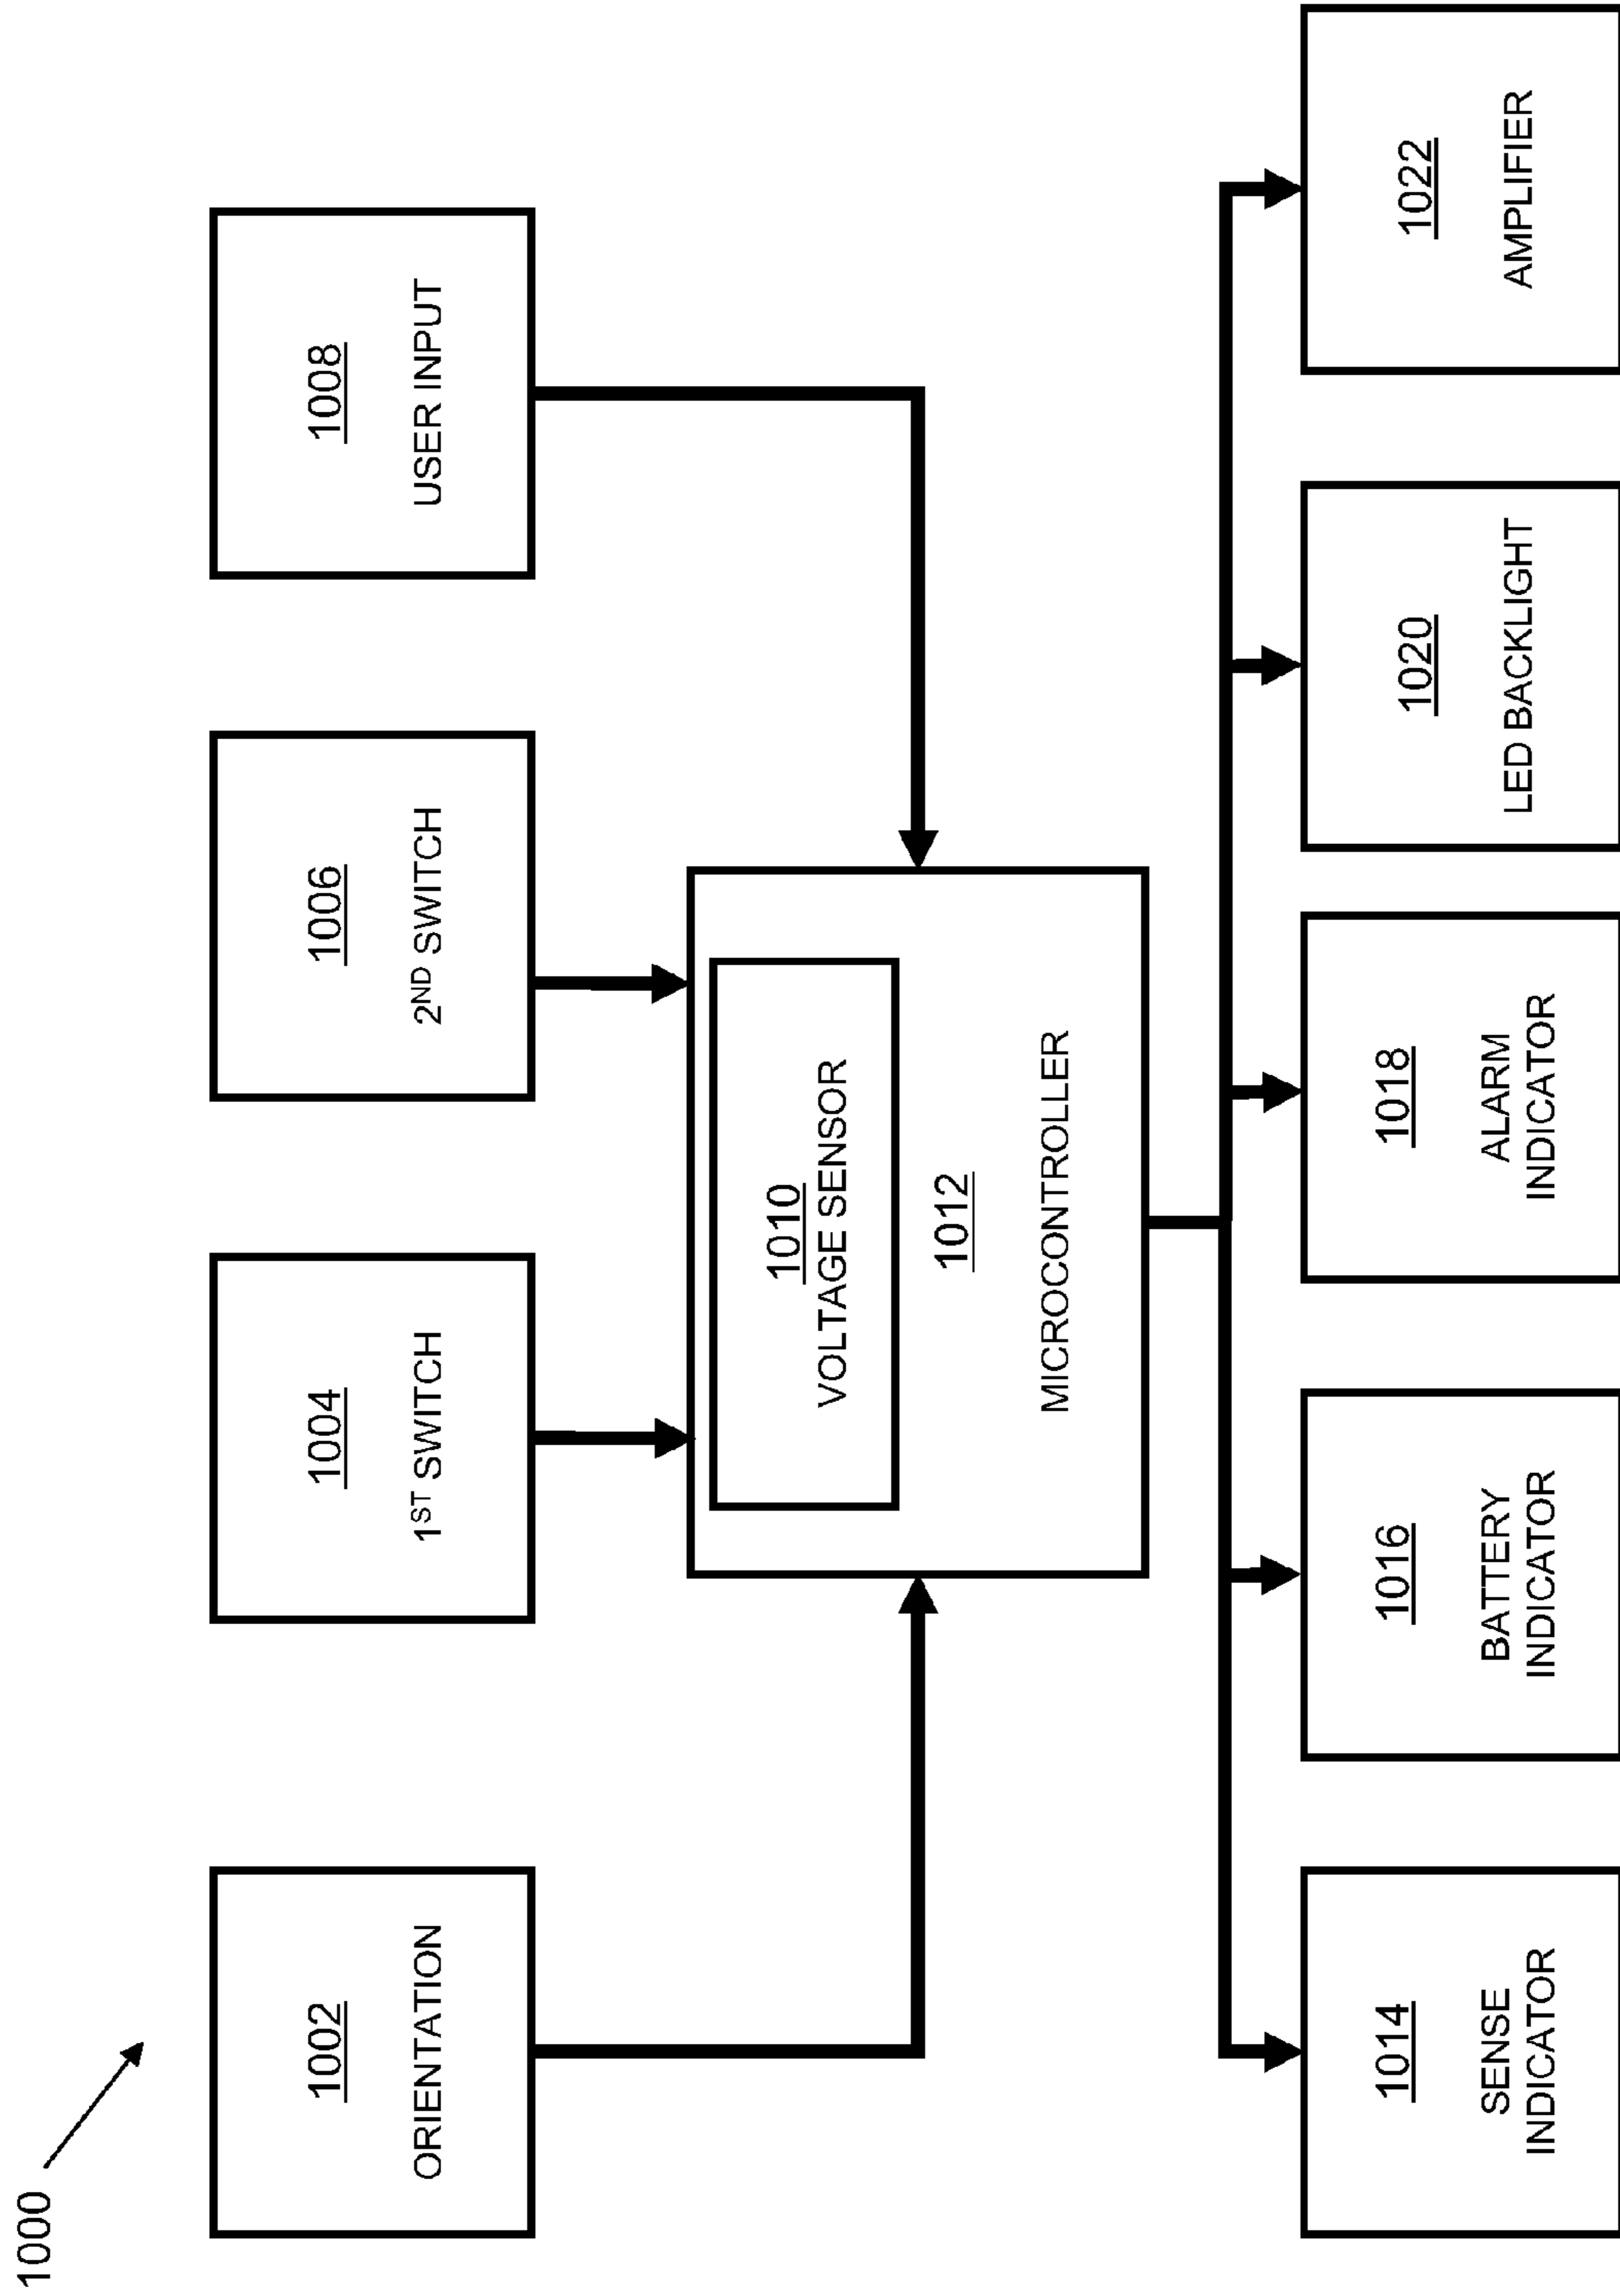 1000
1002
ORIENTATION
1004
1ST SWITCH
1006
2ND SWITCH
1008
USER INPUT
1010
VOLTAGE SENSOR
1012
MICROCONTROLLER
1014
SENSE
INDICATOR
1016
BATTERY
INDICATOR
1018
ALARM
INDICATOR
1020
LED BACKLIGHT
1022
AMPLIFIER